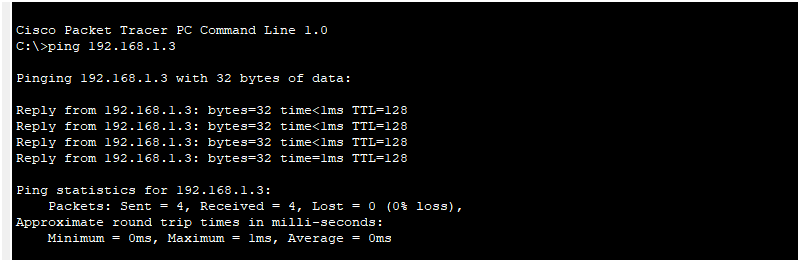 Cisco Packet Tracer PC Command Line 1.0
C:\>ping 192.168.1.3
Pinging 192.168.1.3 with 32 bytes of data:
Reply from 192.168.1.3: bytes=32 time<1ms TTL=128
Reply from 192.168.1.3: bytes=32 time<1ms TTL=128
Reply from 192.168.1.3: bytes=32 time<1ms TTL=128
Reply from 192.168.1.3: bytes=32 time=1ms TTL=128
Ping statistics for 192.168.1.3:
    Packets: Sent = 4, Received = 4, Lost = 0 (0% loss),
Approximate round trip times in milli-seconds:
    Minimum = 0ms, Maximum = 1ms, Average = 0ms